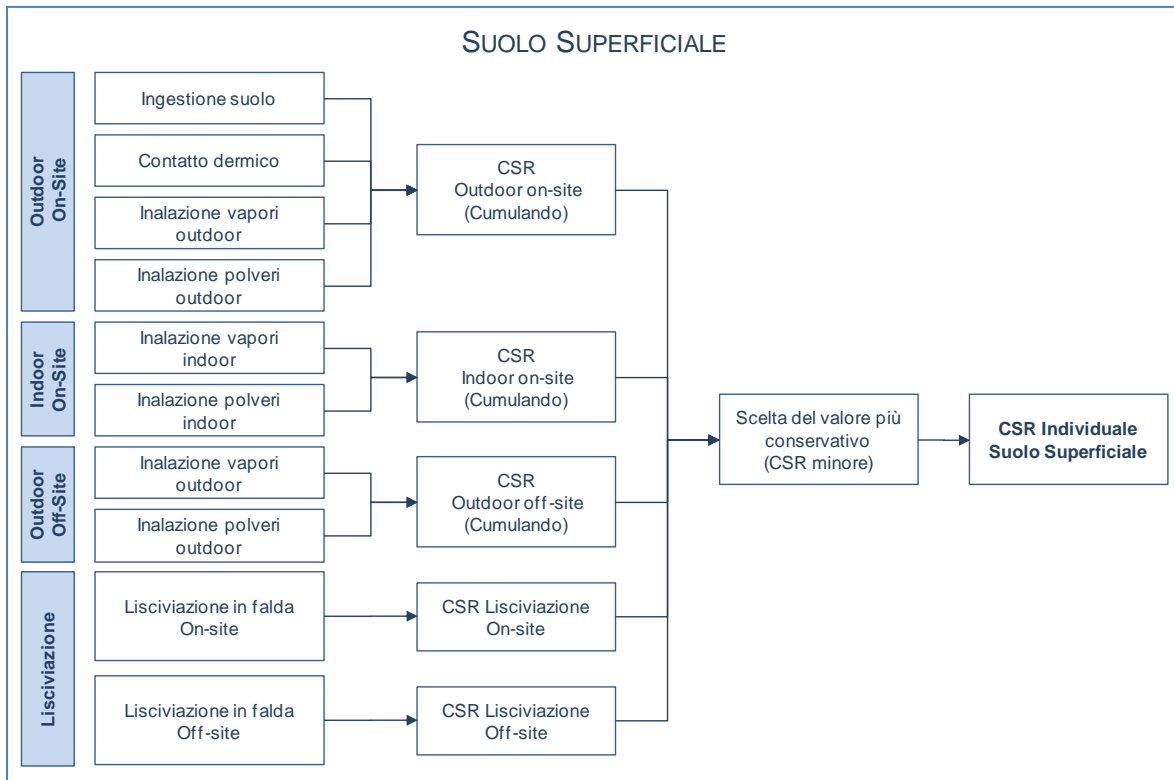 SUOLO SUPERFICIALE
Outdoor
On-Site
Ingestione suolo
Contatto dermico
Inalazione vapori
outdoor
Inalazione polveri
outdoor
CSR
Outdoor on-site
(Cumulando)
Indoor
On-Site
Inalazione vapori
indoor
Inalazione polveri
indoor
CSR
Indoor on-site
(Cumulando)
Outdoor
Off-Site
Inalazione vapori
outdoor
Inalazione polveri
outdoor
CSR
Outdoor off-site
(Cumulando)
Lisciviazione
Lisciviazione in falda
On-site
CSR Lisciviazione
On-site
Lisciviazione in falda
Off-site
CSR Lisciviazione
Off-site
Scelta del valore più
conservativo
(CSR minore)
CSR Individuale
Suolo Superficiale